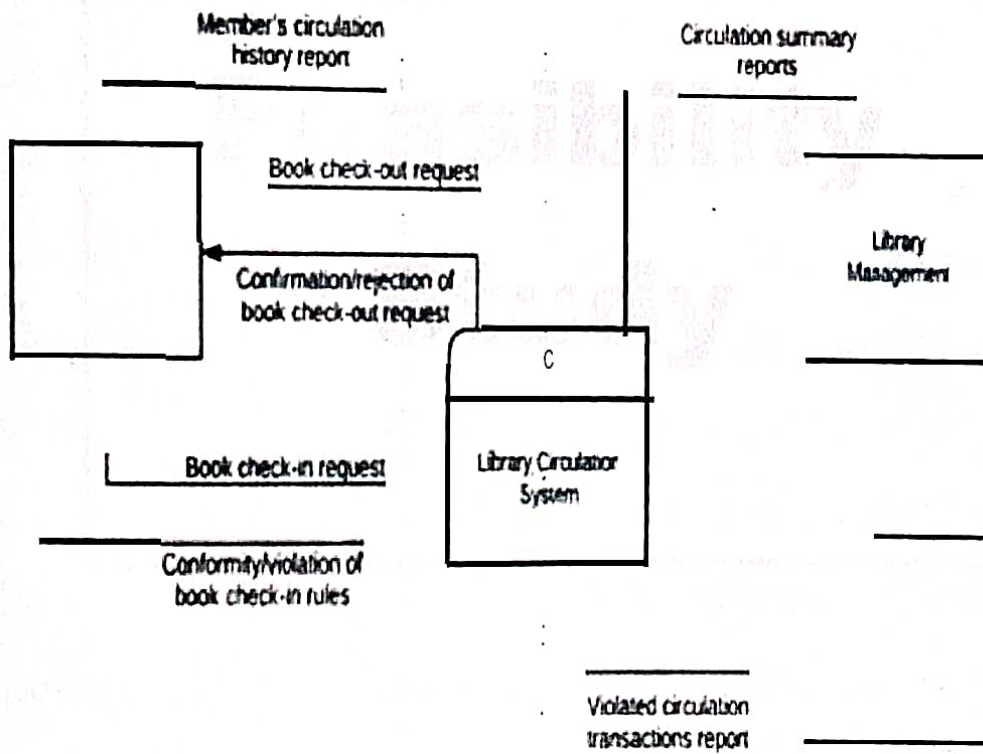 Member's circulation
history report
Circulation summary
reports
Book check-out request
Library
Management
Confirmation/rejection of
book check-out request
C
Book check-in request
Library Circulation
System
Conformity/violation of
book check-in rules
Violated circulation
transactions report